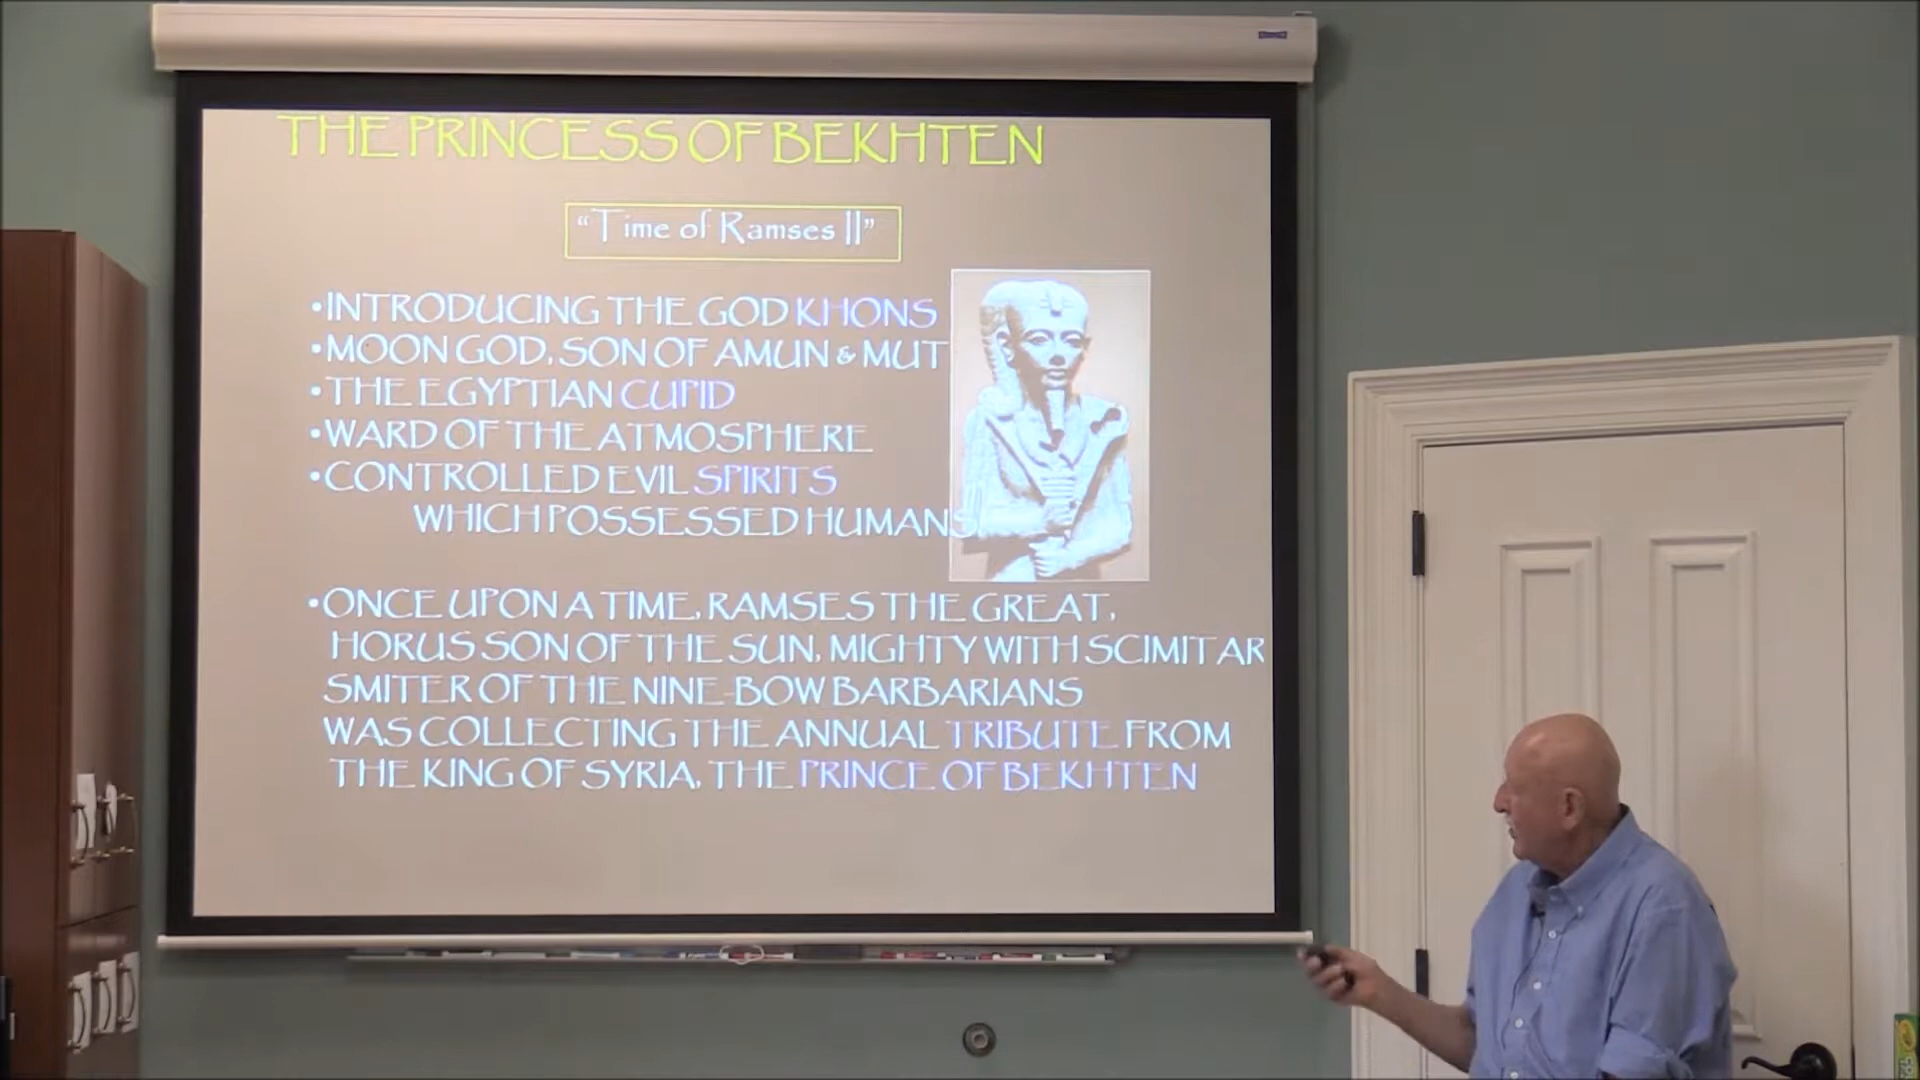 THE PRINCESS OF BEKHTEN
“Time of Ramses II”
•INTRODUCING THE GOD KHONS
•MOON GOD, SON OF AMUN & MUT
•THE EGYPTIAN CUPID
•WARD OF THE ATMOSPHERE
•CONTROLLED EVIL SPIRITS
WHICH POSSESSED HUMANS
•ONCE UPON A TIME, RAMSES THE GREAT,
HORUS SON OF THE SUN, MIGHTY WITH SCIMITAR
SMITER OF THE NINE-BOW BARBARIANS
WAS COLLECTING THE ANNUAL TRIBUTE FROM
THE KING OF SYRIA, THE PRINCE OF BEKHTEN